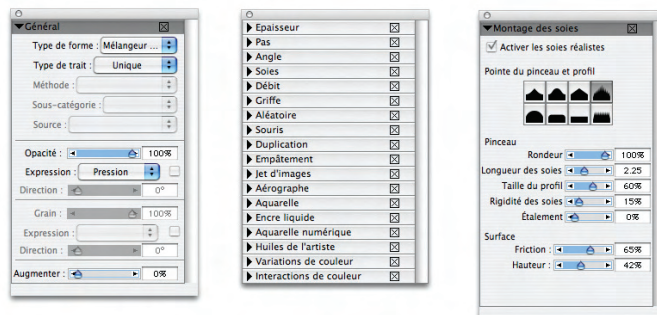 Général
Type de forme : Mélangeur ...
Type de trait : Unique
Méthode :
Sous-catégorie :
Source :
Opacité : 100%
Expression : Pression
Direction : 0°
Grain : 100%
Expression :
Direction : 0°
Augmenter : 0%
Epaisseur
Pas
Angle
Soies
Débit
Griffe
Aléatoire
Souris
Duplication
Empâtement
Jet d'images
Aérographe
Aquarelle
Encre liquide
Aquarelle numérique
Huiles de l'artiste
Variations de couleur
Interactions de couleur
Montage des soies
Activer les soies réalistes
Pointe du pinceau et profil
Pinceau
Rondeur 100%
Longueur des soies 2.25
Taille du profil 60%
Rigidité des soies 15%
Étalement 0%
Surface
Friction : 65%
Hauteur : 42%